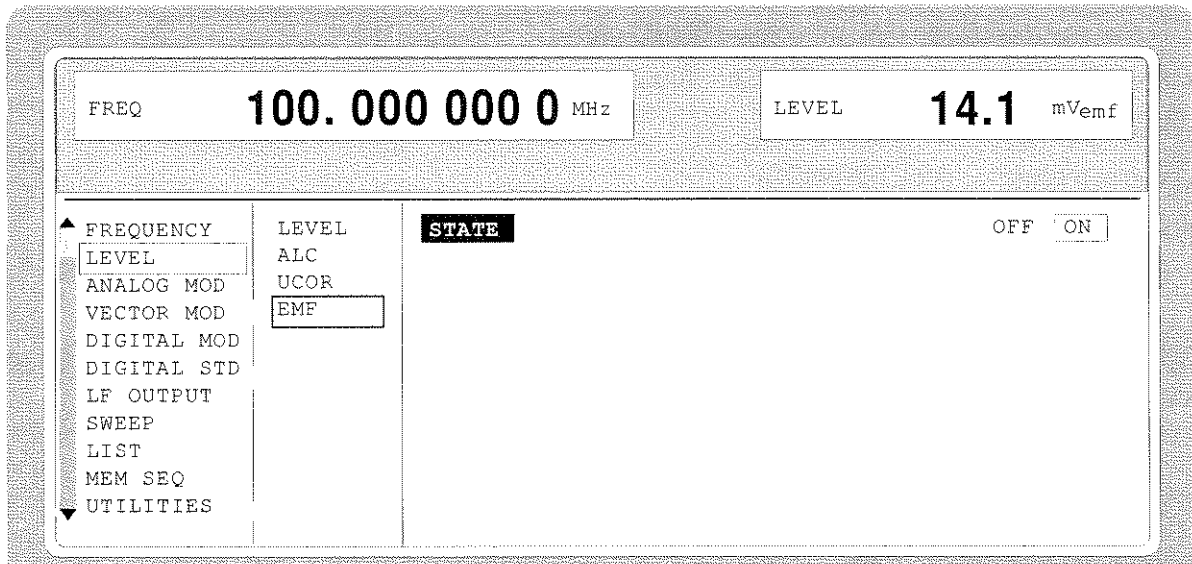 FREQ 100. 000 000 0 MHz LEVEL 14.1 mVemf
FREQUENCY LEVEL STATE OFF ON
LEVEL ALC
ANALOG MOD UCOR
VECTOR MOD EMF
DIGITAL MOD
DIGITAL STD
LF OUTPUT
SWEEP
LIST
MEM SEQ
UTILITIES